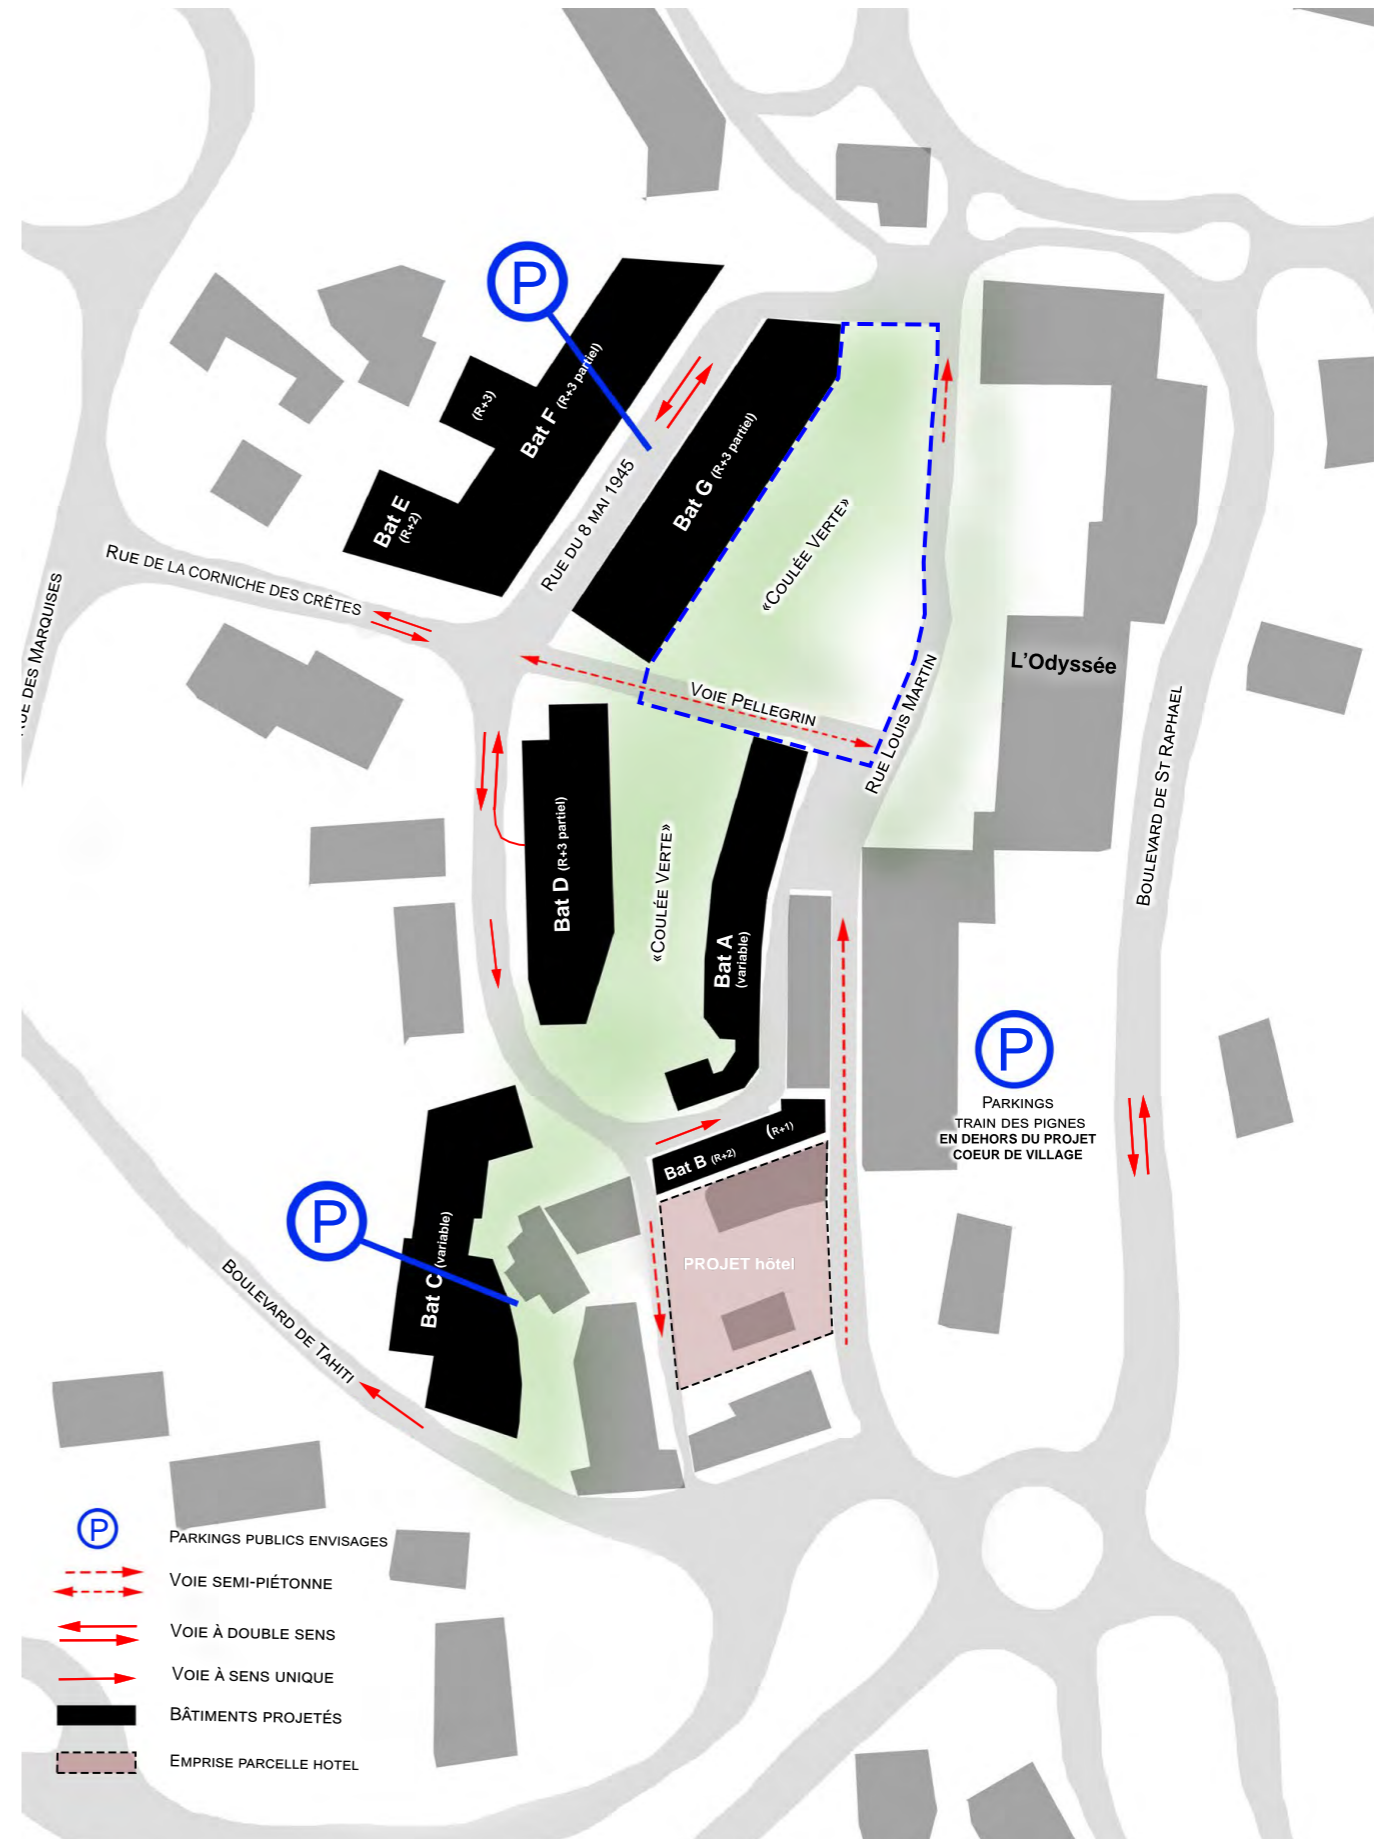 P
(R+3)
Bat F (R+3 partiel)
Bat E
(R+2)
Bat G (R+3 partiel)
RUE DU 8 MAI 1945
«COULÉE VERTE»
RUE DE LA CORNICHE DES CRÊTES
RUE DES MARQUISES
L'Odyssée
VOIE PELLEGRIN
RUE LOUIS MARTIN
BOULEVARD DE ST RAPHAEL
Bat D (R+3 partiel)
«COULÉE VERTE»
Bat A
(variable)
P
PARKINGS
TRAIN DES PIGNES
EN DEHORS DU PROJET
COEUR DE VILLAGE
Bat B (R+2)
(R+1)
P
Bat C (variable)
PROJET hôtel
BOULEVARD DE TAHITI
P
PARKINGS PUBLICS ENVISAGES
VOIE SEMI-PIÉTONNE
VOIE À DOUBLE SENS
VOIE À SENS UNIQUE
BÂTIMENTS PROJETÉS
EMPRISE PARCELLE HOTEL